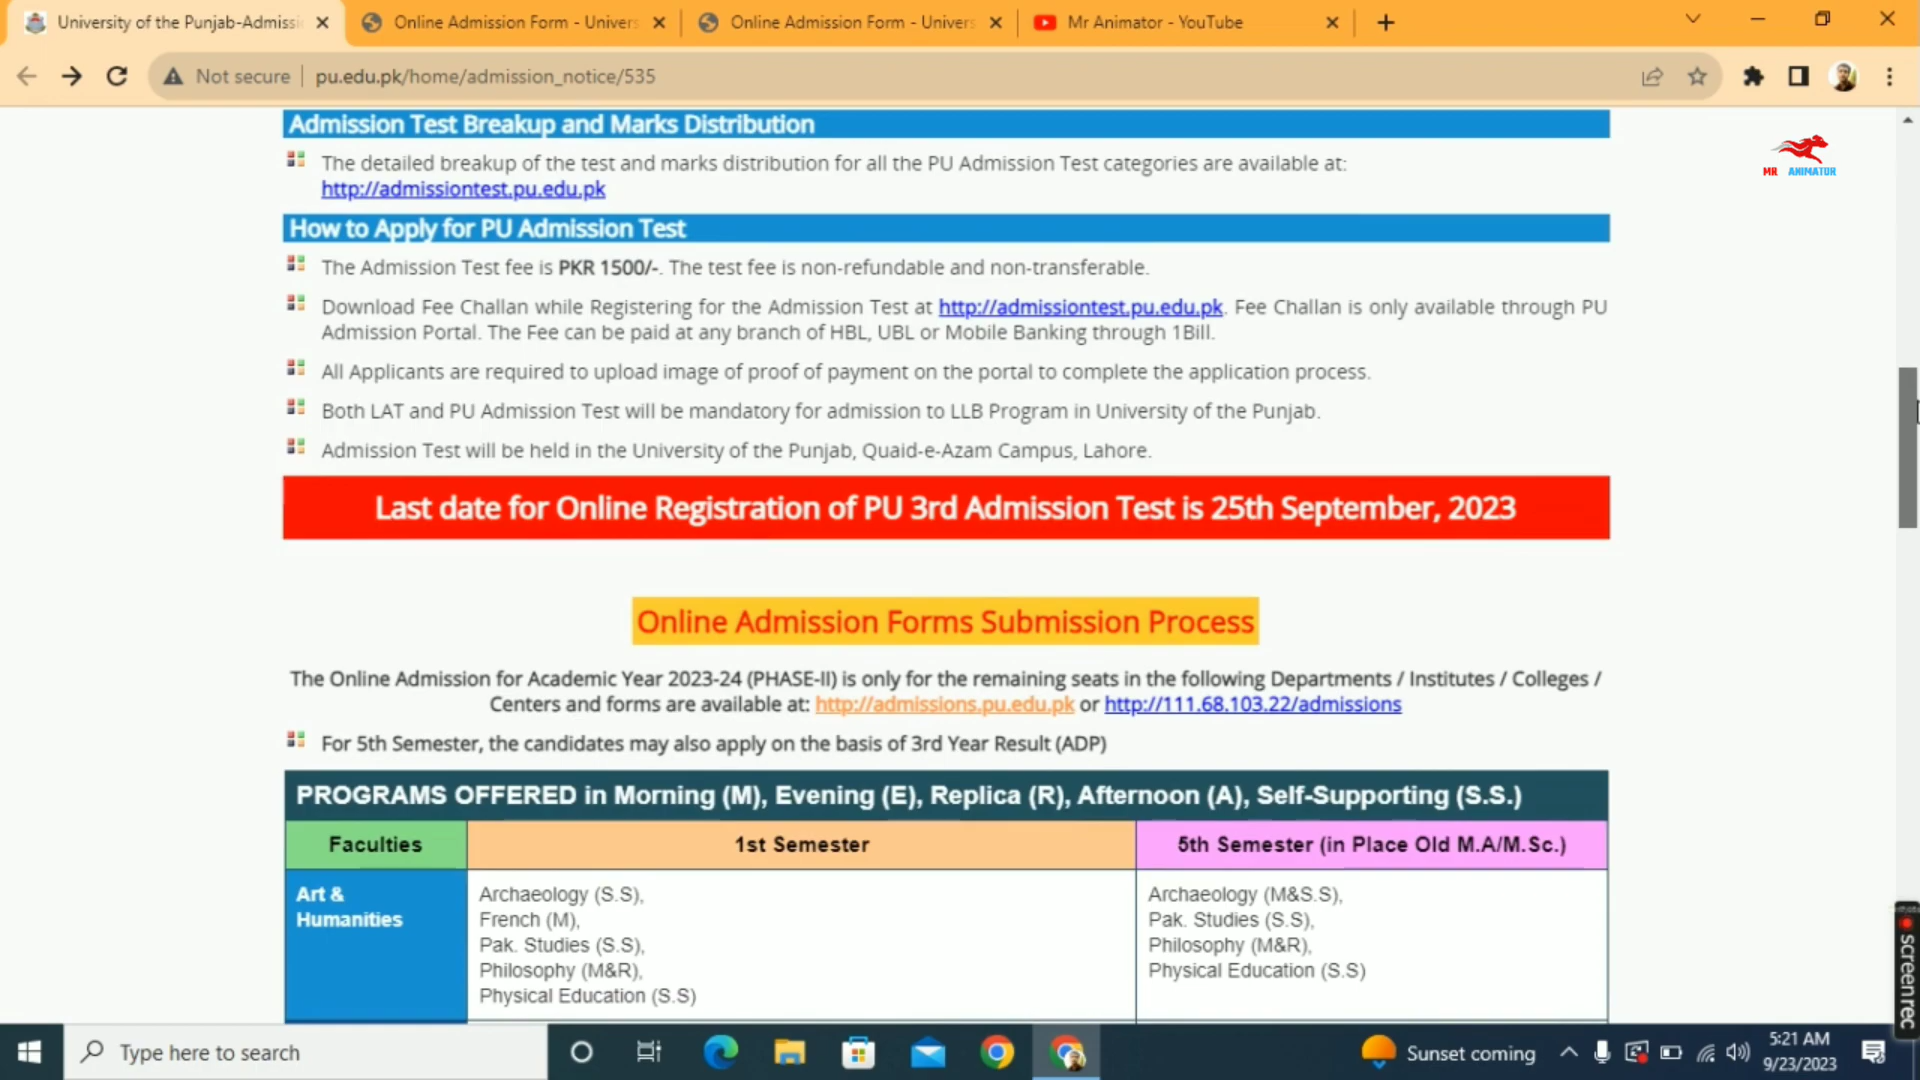 University of the Punjab-Admissi
Online Admission Form - Univers
Online Admission Form - Univers
Mr Animator - YouTube
Not secure
pu.edu.pk/home/admission_notice/535
MR ANIMATOR
Admission Test Breakup and Marks Distribution
The detailed breakup of the test and marks distribution for all the PU Admission Test categories are available at:
http://admissiontest.pu.edu.pk
How to Apply for PU Admission Test
The Admission Test fee is PKR 1500/-. The test fee is non-refundable and non-transferable.
Download Fee Challan while Registering for the Admission Test at http://admissiontest.pu.edu.pk. Fee Challan is only available through PU
Admission Portal. The Fee can be paid at any branch of HBL, UBL or Mobile Banking through 1Bill.
All Applicants are required to upload image of proof of payment on the portal to complete the application process.
Both LAT and PU Admission Test will be mandatory for admission to LLB Program in University of the Punjab.
Admission Test will be held in the University of the Punjab, Quaid-e-Azam Campus, Lahore.
Last date for Online Registration of PU 3rd Admission Test is 25th September, 2023
Online Admission Forms Submission Process
The Online Admission for Academic Year 2023-24 (PHASE-II) is only for the remaining seats in the following Departments / Institutes / Colleges /
Centers and forms are available at: http://admissions.pu.edu.pk or http://111.68.103.22/admissions
For 5th Semester, the candidates may also apply on the basis of 3rd Year Result (ADP)
PROGRAMS OFFERED in Morning (M), Evening (E), Replica (R), Afternoon (A), Self-Supporting (S.S.)
Faculties
1st Semester
5th Semester (in Place Old M.A/M.Sc.)
Art &
Humanities
Archaeology (S.S),
French (M),
Pak. Studies (S.S),
Philosophy (M&R),
Physical Education (S.S)
Archaeology (M&S.S),
Pak. Studies (S.S),
Philosophy (M&R),
Physical Education (S.S)
screenrec
Type here to search
Sunset coming
5:21 AM
9/23/2023